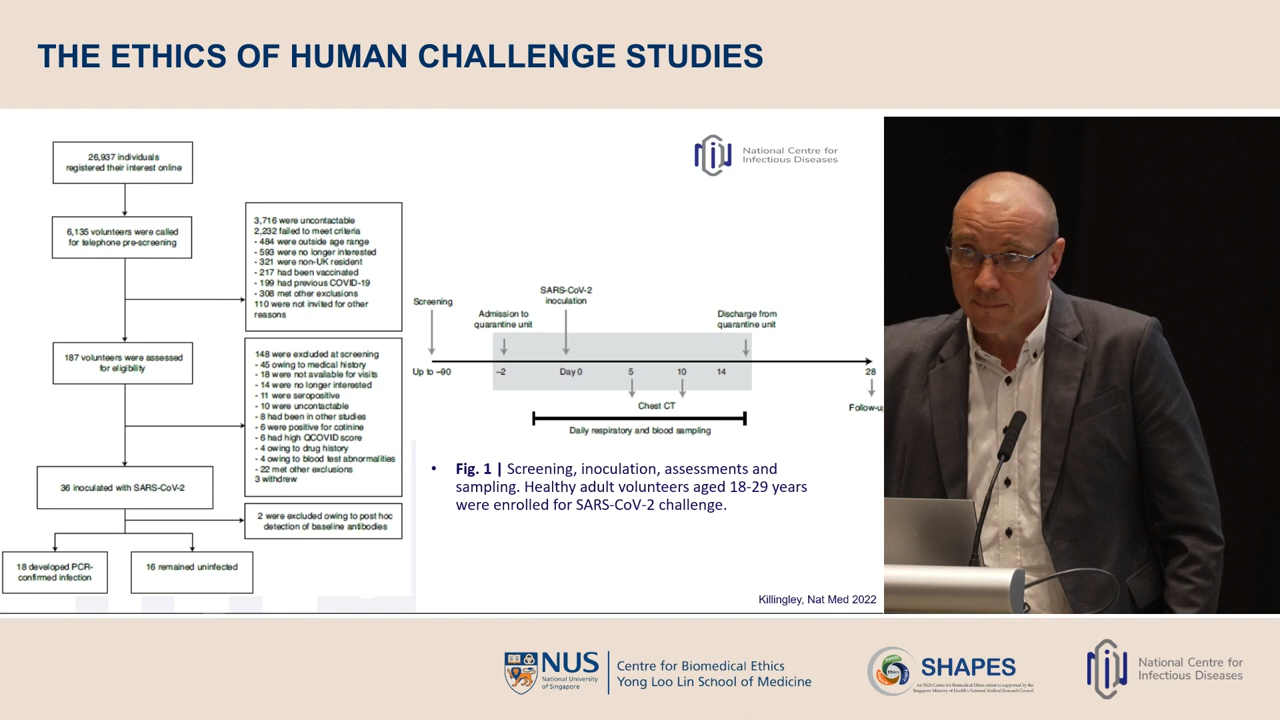 THE ETHICS OF HUMAN CHALLENGE STUDIES
26,937 individuals
registered their interest online
6,135 volunteers were called
for telephone pre-screening
3,716 were uncontactable
2,232 failed to meet criteria
- 484 were outside age range
- 593 were no longer interested
- 321 were non-UK resident
- 217 had been vaccinated
- 199 had previous COVID-19
- 308 met other exclusions
110 were not invited for other
reasons
187 volunteers were assessed
for eligibility
148 were excluded at screening
- 45 owing to medical history
- 18 were not available for visits
- 14 were no longer interested
- 11 were seropositive
- 10 were uncontactable
- 8 had been in other studies
- 6 were positive for cotinine
- 6 had high QCOVID score
- 4 owing to drug history
- 4 owing to blood test abnormalities
- 22 met other exclusions
3 withdrew
36 inoculated with SARS-CoV-2
2 were excluded owing to post hoc
detection of baseline antibodies
18 developed PCR-
confirmed infection
16 remained uninfected
National Centre for
Infectious Diseases
Screening
Admission to
quarantine unit
SARS-CoV-2
inoculation
Discharge from
quarantine unit
Up to –90 –2 Day 0 5 10 14 28
Chest CT
Follow-u
Daily respiratory and blood sampling
• Fig. 1 | Screening, inoculation, assessments and
sampling. Healthy adult volunteers aged 18-29 years
were enrolled for SARS-CoV-2 challenge.
Killingley, Nat Med 2022
NUS
National University
of Singapore
Centre for Biomedical Ethics
Yong Loo Lin School of Medicine
SHAPES
An NUS Centre for Biomedical Ethics initiative supported by the
Singapore Ministry of Health's National Medical Research Council
National Centre for
Infectious Diseases